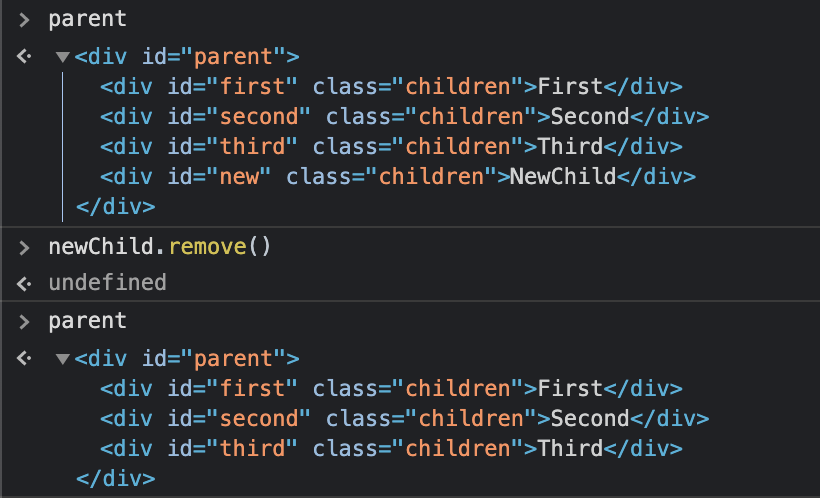 > parent
<div id="parent">
<div id="first" class="children">First</div>
<div id="second" class="children">Second</div>
<div id="third" class="children">Third</div>
<div id="new" class="children">NewChild</div>
</div>
> newChild.remove()
undefined
> parent
<div id="parent">
<div id="first" class="children">First</div>
<div id="second" class="children">Second</div>
<div id="third" class="children">Third</div>
</div>